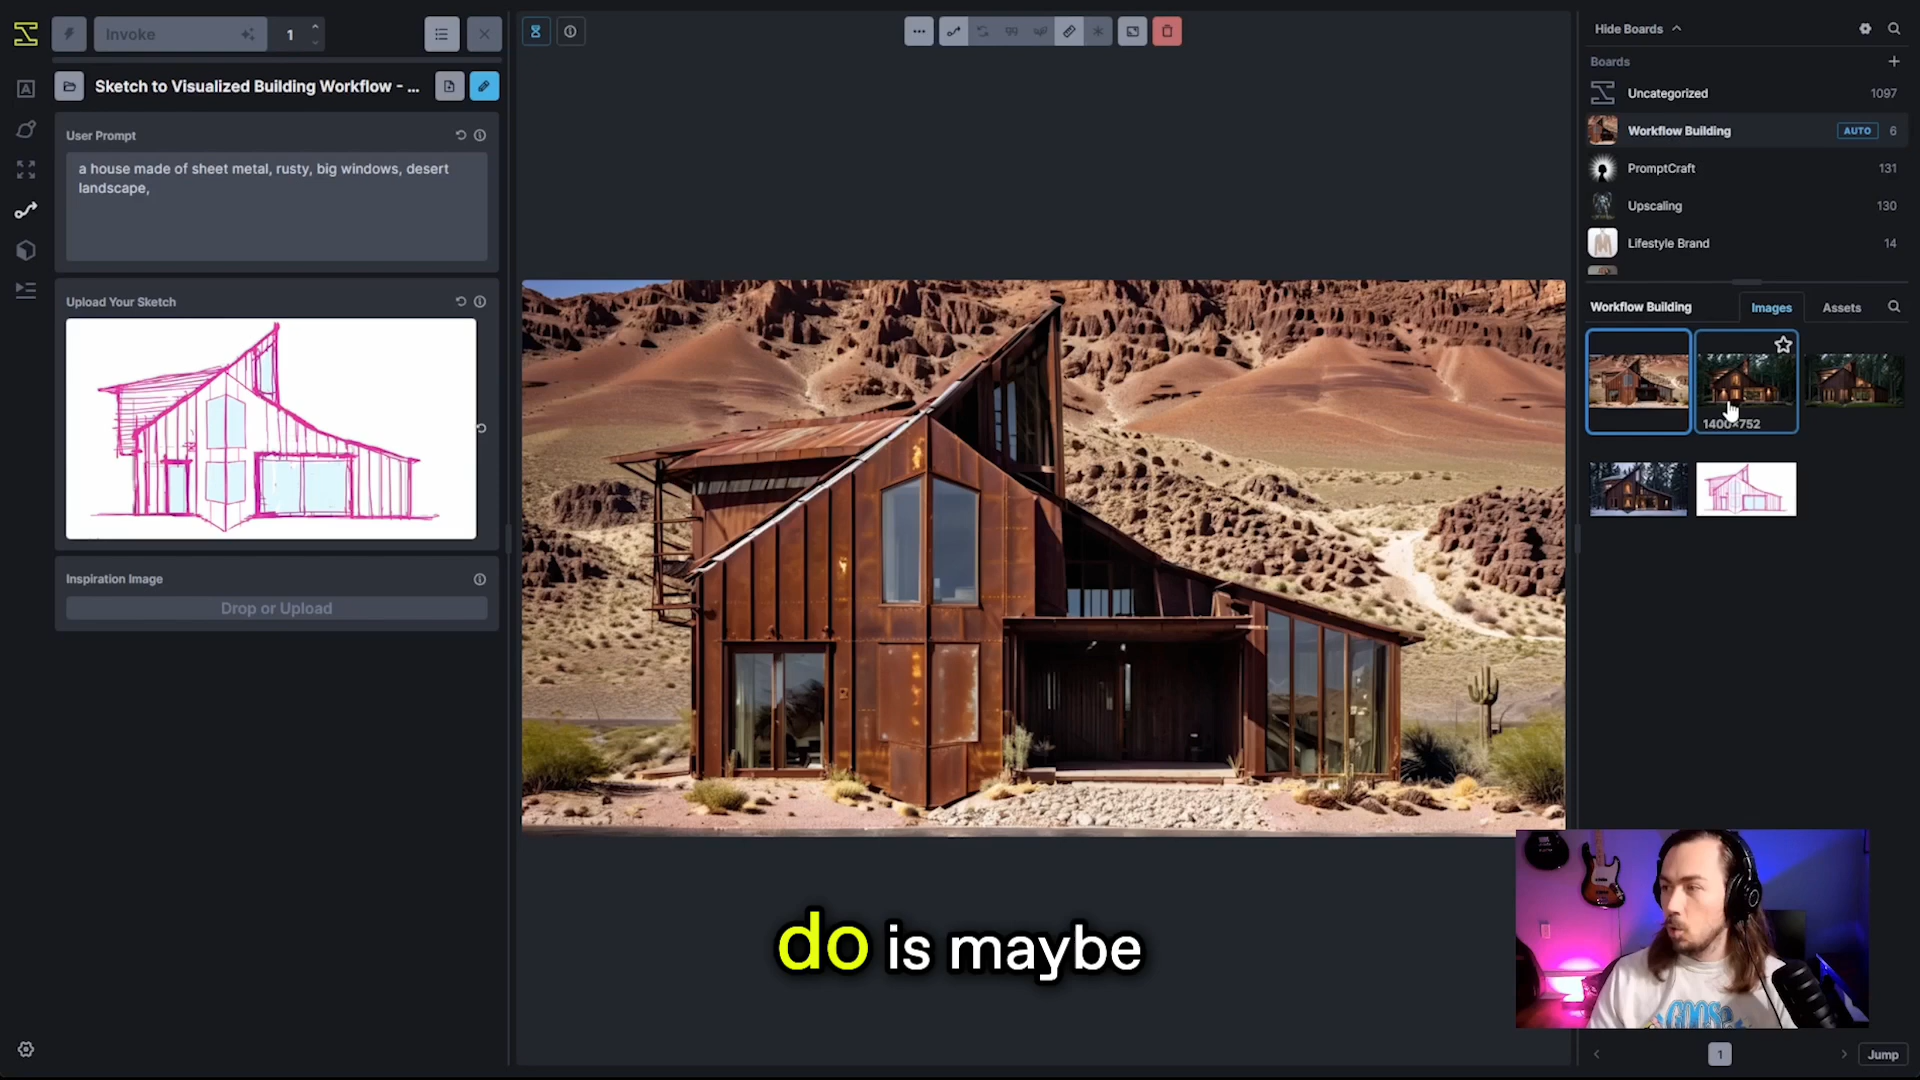 Invoke
1
Sketch to Visualized Building Workflow - ...
User Prompt
a house made of sheet metal, rusty, big windows, desert
landscape,
Upload Your Sketch
Inspiration Image
Drop or Upload
Hide Boards
Boards
Uncategorized 1097
Workflow Building AUTO 6
PromptCraft 131
Upscaling 130
Lifestyle Brand 14
Workflow Building Images Assets
1400×752
do is maybe
1 Jump